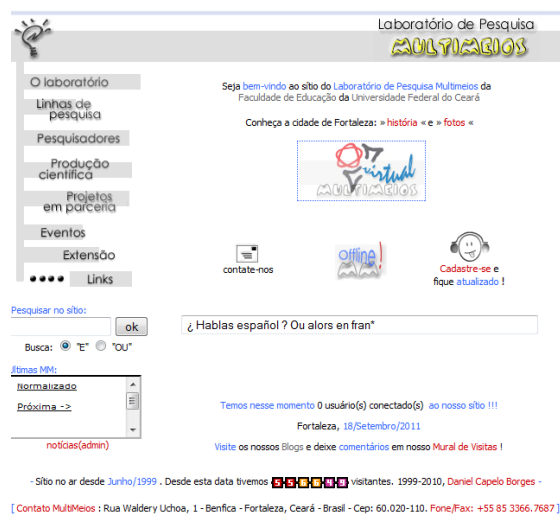 Laboratório de Pesquisa
MULTIMEIOS
O laboratório
Linhas de
pesquisa
Pesquisadores
Produção
científica
Projetos
em parceria
Eventos
Extensão
Links
Seja bem-vindo ao sítio do Laboratório de Pesquisa Multimeios da
Faculdade de Educação da Universidade Federal do Ceará
Conheça a cidade de Fortaleza: » história « e » fotos «
virtual
MULTIMEIOS
contate-nos
offline!
Cadastre-se e
fique atualizado !
Pesquisar no sítio:
ok
Busca: "E" "OU"
Últimas MM:
Normalizado
Próxima ->
notícias(admin)
¿ Hablas español ? Ou alors en fran*
Temos nesse momento 0 usuário(s) conectado(s) ao nosso sítio !!!
Fortaleza, 18/Setembro/2011
Visite os nossos Blogs e deixe comentários em nosso Mural de Visitas !
- Sítio no ar desde Junho/1999 . Desde esta data tivemos 556649 visitantes. 1999-2010, Daniel Capelo Borges -
[ Contato MultiMeios : Rua Waldery Uchoa, 1 - Benfica - Fortaleza, Ceará - Brasil - Cep: 60.020-110. Fone/Fax: +55 85 3366.7687 ]